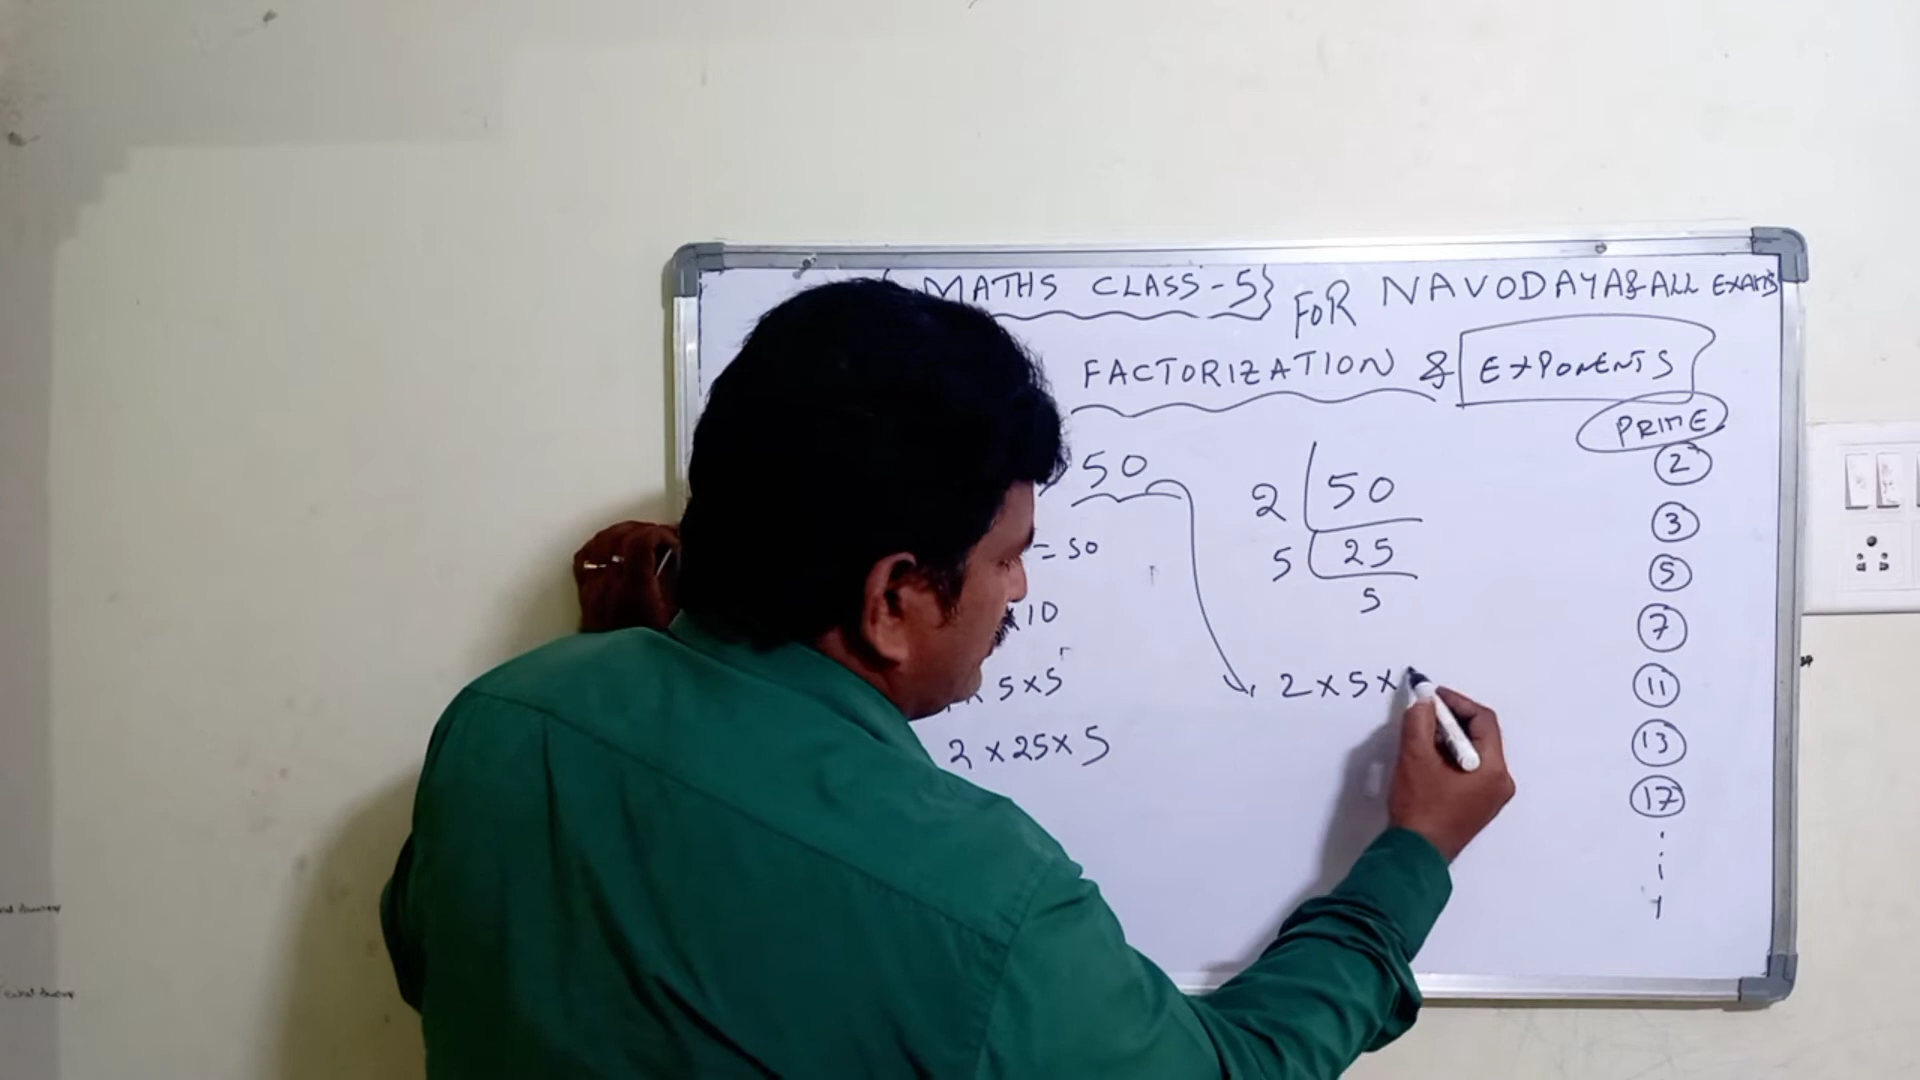 MATHS CLASS-5} FOR NAVODAYA & ALL EXAMS
FACTORIZATION & EXPONENTS
PRIME
50
= 50
×10
× 5×5
2 ×25× 5
2 50
5 25
5
2 × 5 ×
2
3
5
7
11
13
17